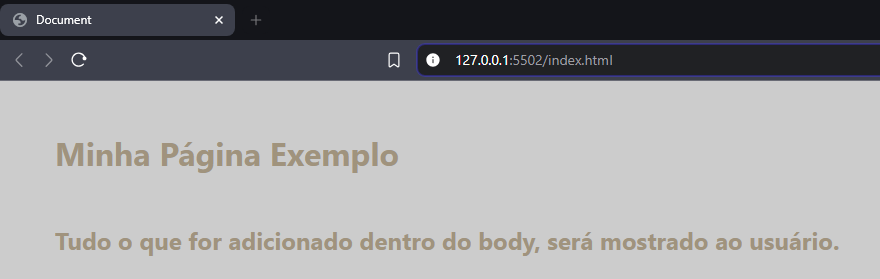 Document
127.0.0.1:5502/index.html
Minha Página Exemplo
Tudo o que for adicionado dentro do body, será mostrado ao usuário.